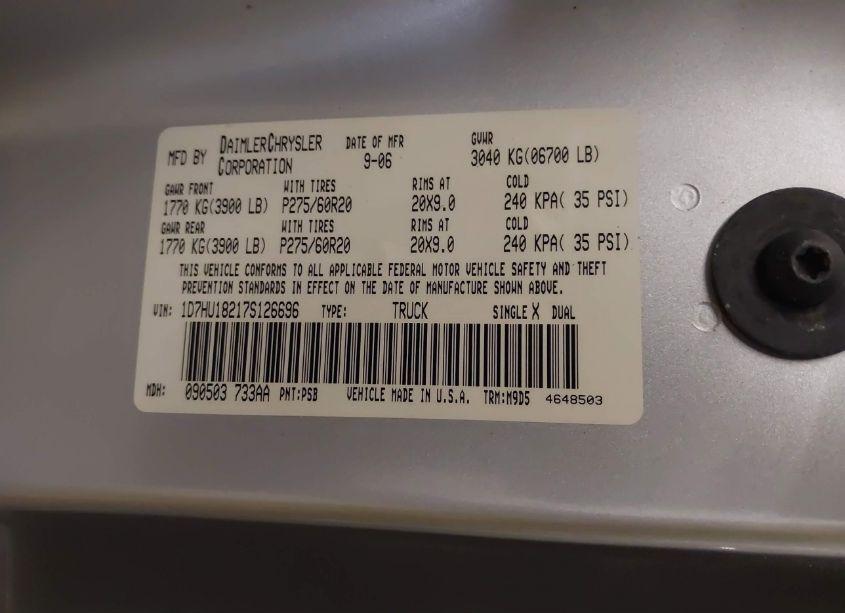 MFD BY DAIMLERCHRYSLER CORPORATION DATE OF MFR 9-06 GVWR 3040 KG(06700 LB)
GAWR FRONT WITH TIRES RIMS AT COLD
1770 KG(3900 LB) P275/60R20 20X9.0 240 KPA( 35 PSI)
GAWR REAR WITH TIRES RIMS AT COLD
1770 KG(3900 LB) P275/60R20 20X9.0 240 KPA( 35 PSI)
THIS VEHICLE CONFORMS TO ALL APPLICABLE FEDERAL MOTOR VEHICLE SAFETY AND THEFT
PREVENTION STANDARDS IN EFFECT ON THE DATE OF MANUFACTURE SHOWN ABOVE.
VIN: 1D7HU18217S126696 TYPE: TRUCK SINGLE X DUAL
MDH: 090503 733AA PNT:PSB VEHICLE MADE IN U.S.A. TRM:M9D5 4648503